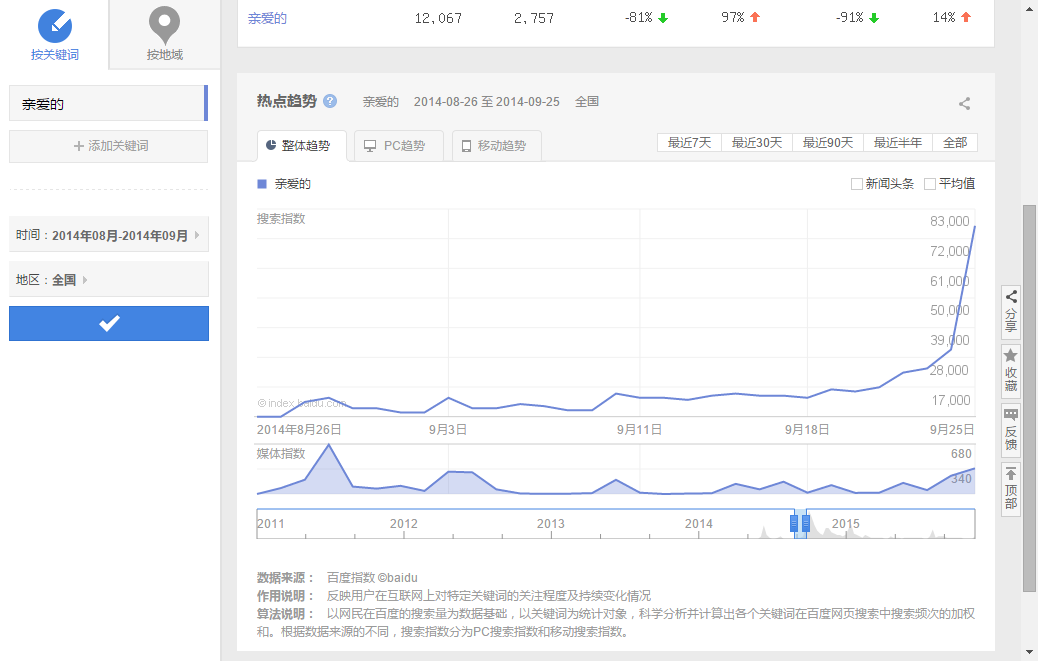 按关键词
按地域
亲爱的
添加关键词
时间：2014年08月-2014年09月
地区：全国
亲爱的 12,067 2,757 -81% 97% -91% 14%
热点趋势 ? 亲爱的 2014-08-26 至 2014-09-25 全国
整体趋势 PC趋势 移动趋势 最近7天 最近30天 最近90天 最近半年 全部
亲爱的 新闻头条 平均值
搜索指数
83,000
72,000
61,000
50,000
39,000
28,000
17,000
© index.baidu.com
2014年8月26日 9月3日 9月11日 9月18日 9月25日
媒体指数
680
340
2011 2012 2013 2014 2015
数据来源： 百度指数 ©baidu
作用说明： 反映用户在互联网上对特定关键词的关注程度及持续变化情况
算法说明： 以网民在百度的搜索量为数据基础，以关键词为统计对象，科学分析并计算出各个关键词在百度网页搜索中搜索频次的加权
和。根据数据来源的不同，搜索指数分为PC搜索指数和移动搜索指数。
分享
收藏
反馈
顶部